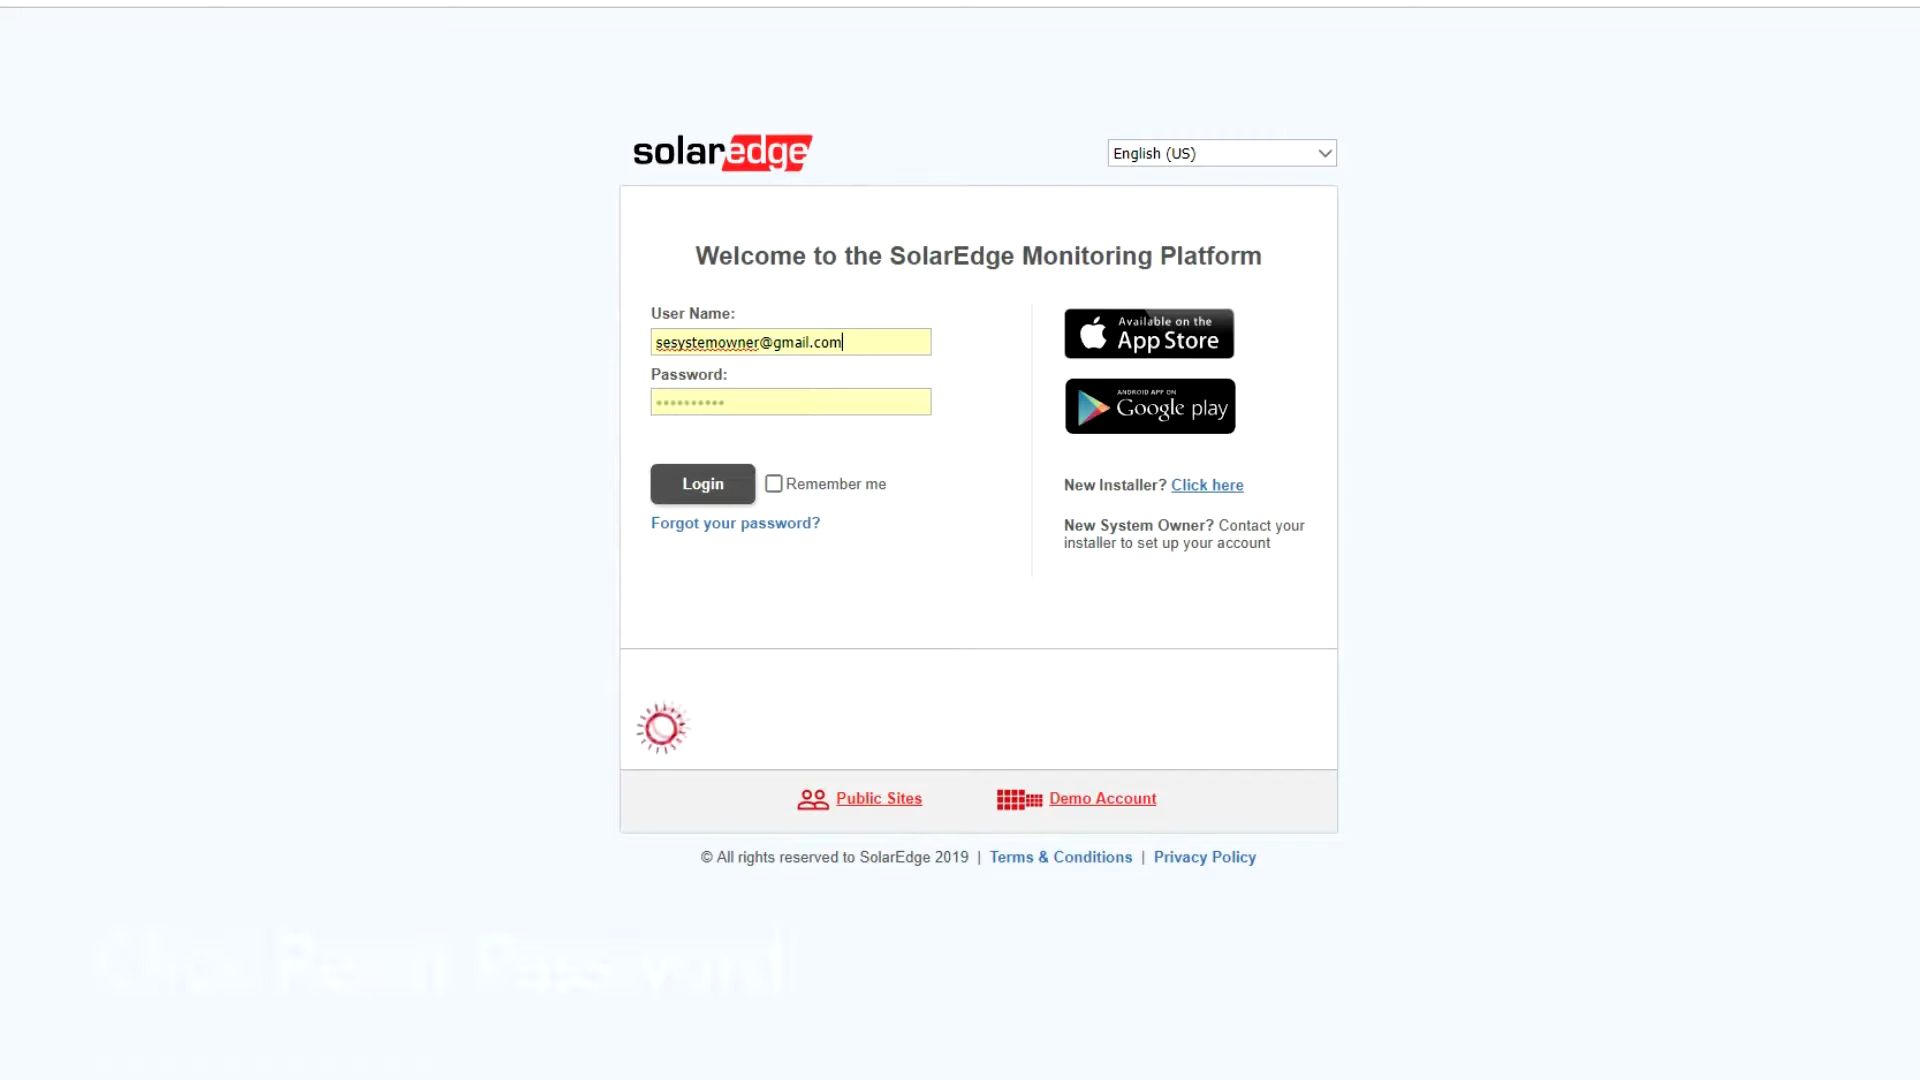 solaredge
English (US)
Welcome to the SolarEdge Monitoring Platform
User Name:
sesystemowner@gmail.com
Password:
Login
Remember me
Forgot your password?
Available on the
App Store
ANDROID APP ON
Google play
New Installer? Click here
New System Owner? Contact your
installer to set up your account
Public Sites
Demo Account
© All rights reserved to SolarEdge 2019 | Terms & Conditions | Privacy Policy